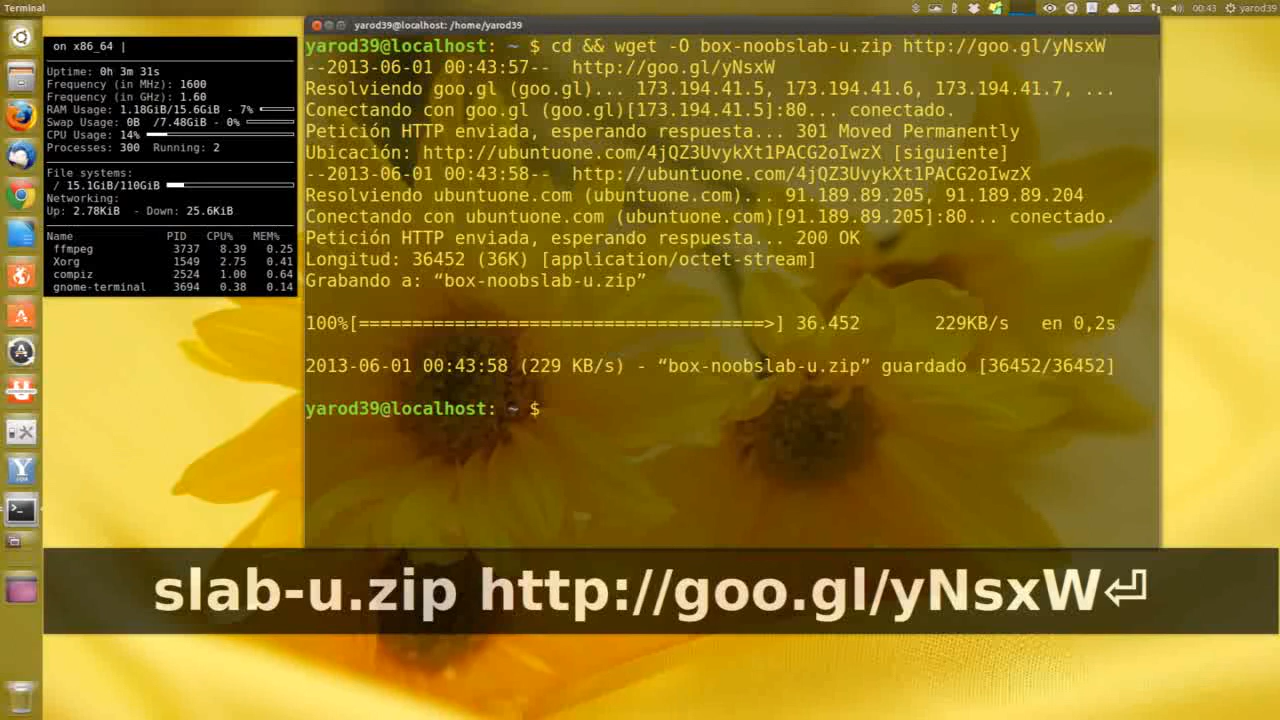 Terminal
00:43
yarod39
yarod39@localhost: /home/yarod39
on x86_64 |
Uptime: 0h 3m 31s
Frequency (in MHz): 1600
Frequency (in GHz): 1.60
RAM Usage: 1.18GiB/15.6GiB - 7%
Swap Usage: 0B /7.48GiB - 0%
CPU Usage: 14%
Processes: 300 Running: 2
File systems:
/ 15.1GiB/110GiB
Networking:
Up: 2.78KiB - Down: 25.6KiB
Name PID CPU% MEM%
ffmpeg 3737 8.39 0.25
Xorg 1549 2.75 0.41
compiz 2524 1.00 0.64
gnome-terminal 3694 0.38 0.14
yarod39@localhost: ~ $ cd && wget -O box-noobslab-u.zip http://goo.gl/yNsxW
--2013-06-01 00:43:57-- http://goo.gl/yNsxW
Resolviendo goo.gl (goo.gl)... 173.194.41.5, 173.194.41.6, 173.194.41.7, ...
Conectando con goo.gl (goo.gl)[173.194.41.5]:80... conectado.
Petición HTTP enviada, esperando respuesta... 301 Moved Permanently
Ubicación: http://ubuntuone.com/4jQZ3UvykXt1PACG2oIwzX [siguiente]
--2013-06-01 00:43:58-- http://ubuntuone.com/4jQZ3UvykXt1PACG2oIwzX
Resolviendo ubuntuone.com (ubuntuone.com)... 91.189.89.205, 91.189.89.204
Conectando con ubuntuone.com (ubuntuone.com)[91.189.89.205]:80... conectado.
Petición HTTP enviada, esperando respuesta... 200 OK
Longitud: 36452 (36K) [application/octet-stream]
Grabando a: “box-noobslab-u.zip”
100%[======================================>] 36.452 229KB/s en 0,2s
2013-06-01 00:43:58 (229 KB/s) - “box-noobslab-u.zip” guardado [36452/36452]
yarod39@localhost: ~ $
slab-u.zip http://goo.gl/yNsxW⏎